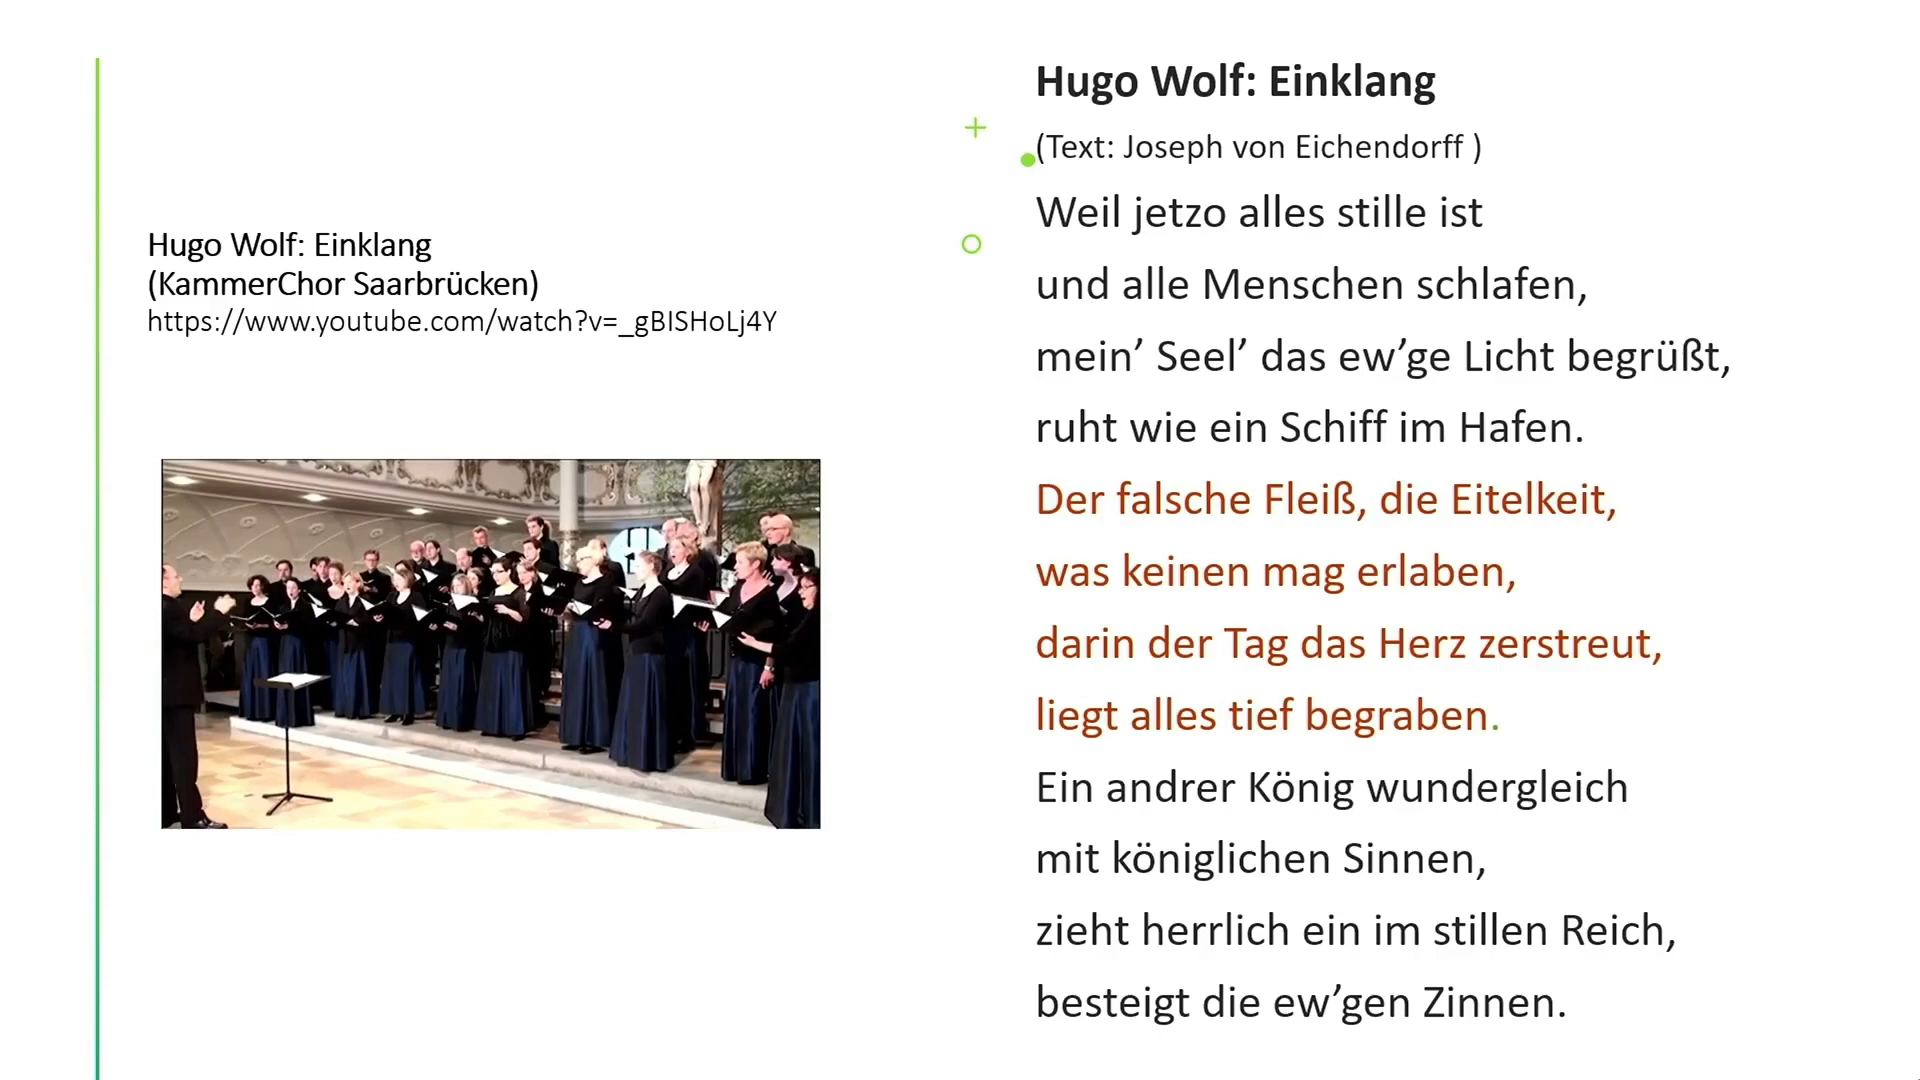 Hugo Wolf: Einklang
(KammerChor Saarbrücken)
https://www.youtube.com/watch?v=_gBISHoLj4Y
Hugo Wolf: Einklang
(Text: Joseph von Eichendorff )
Weil jetzo alles stille ist
und alle Menschen schlafen,
mein’ Seel’ das ew’ge Licht begrüßt,
ruht wie ein Schiff im Hafen.
Der falsche Fleiß, die Eitelkeit,
was keinen mag erlaben,
darin der Tag das Herz zerstreut,
liegt alles tief begraben.
Ein andrer König wundergleich
mit königlichen Sinnen,
zieht herrlich ein im stillen Reich,
besteigt die ew’gen Zinnen.